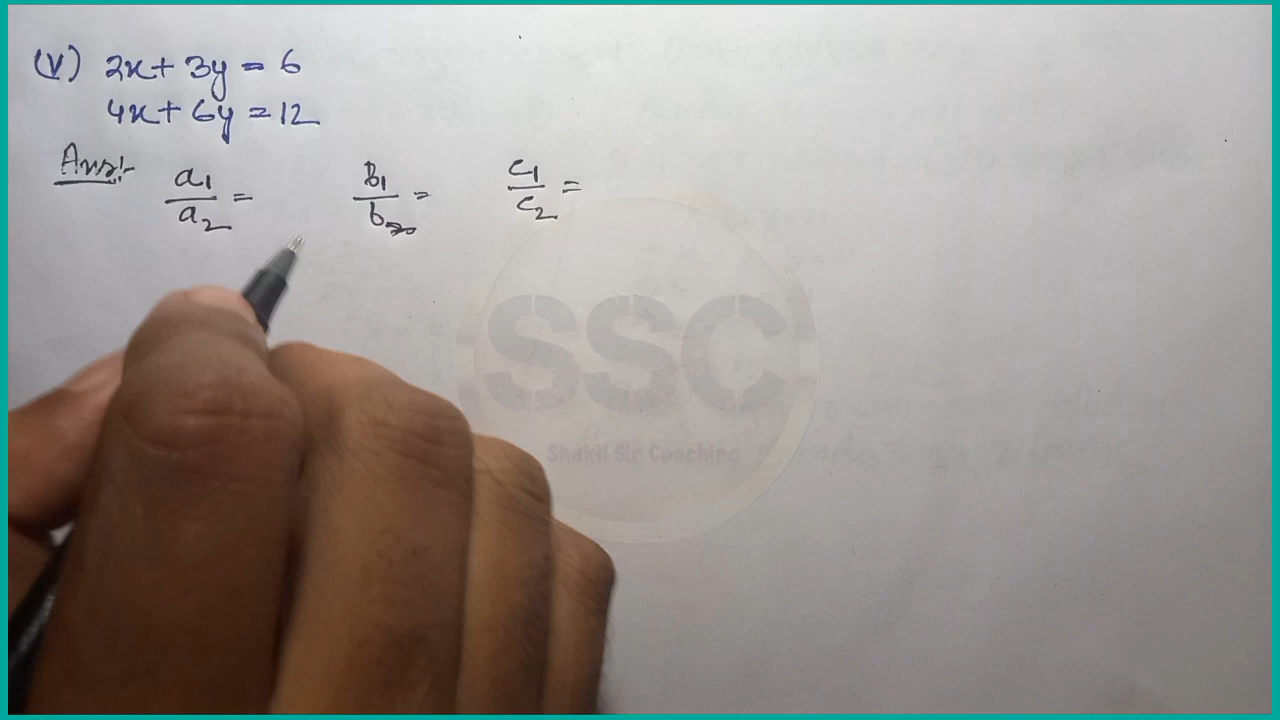 (V) 2x + 3y = 6
4x + 6y = 12
Ans:-
a1/a2 = B1/b2 = c1/c2 =
SSC
Shakil Sir Coaching